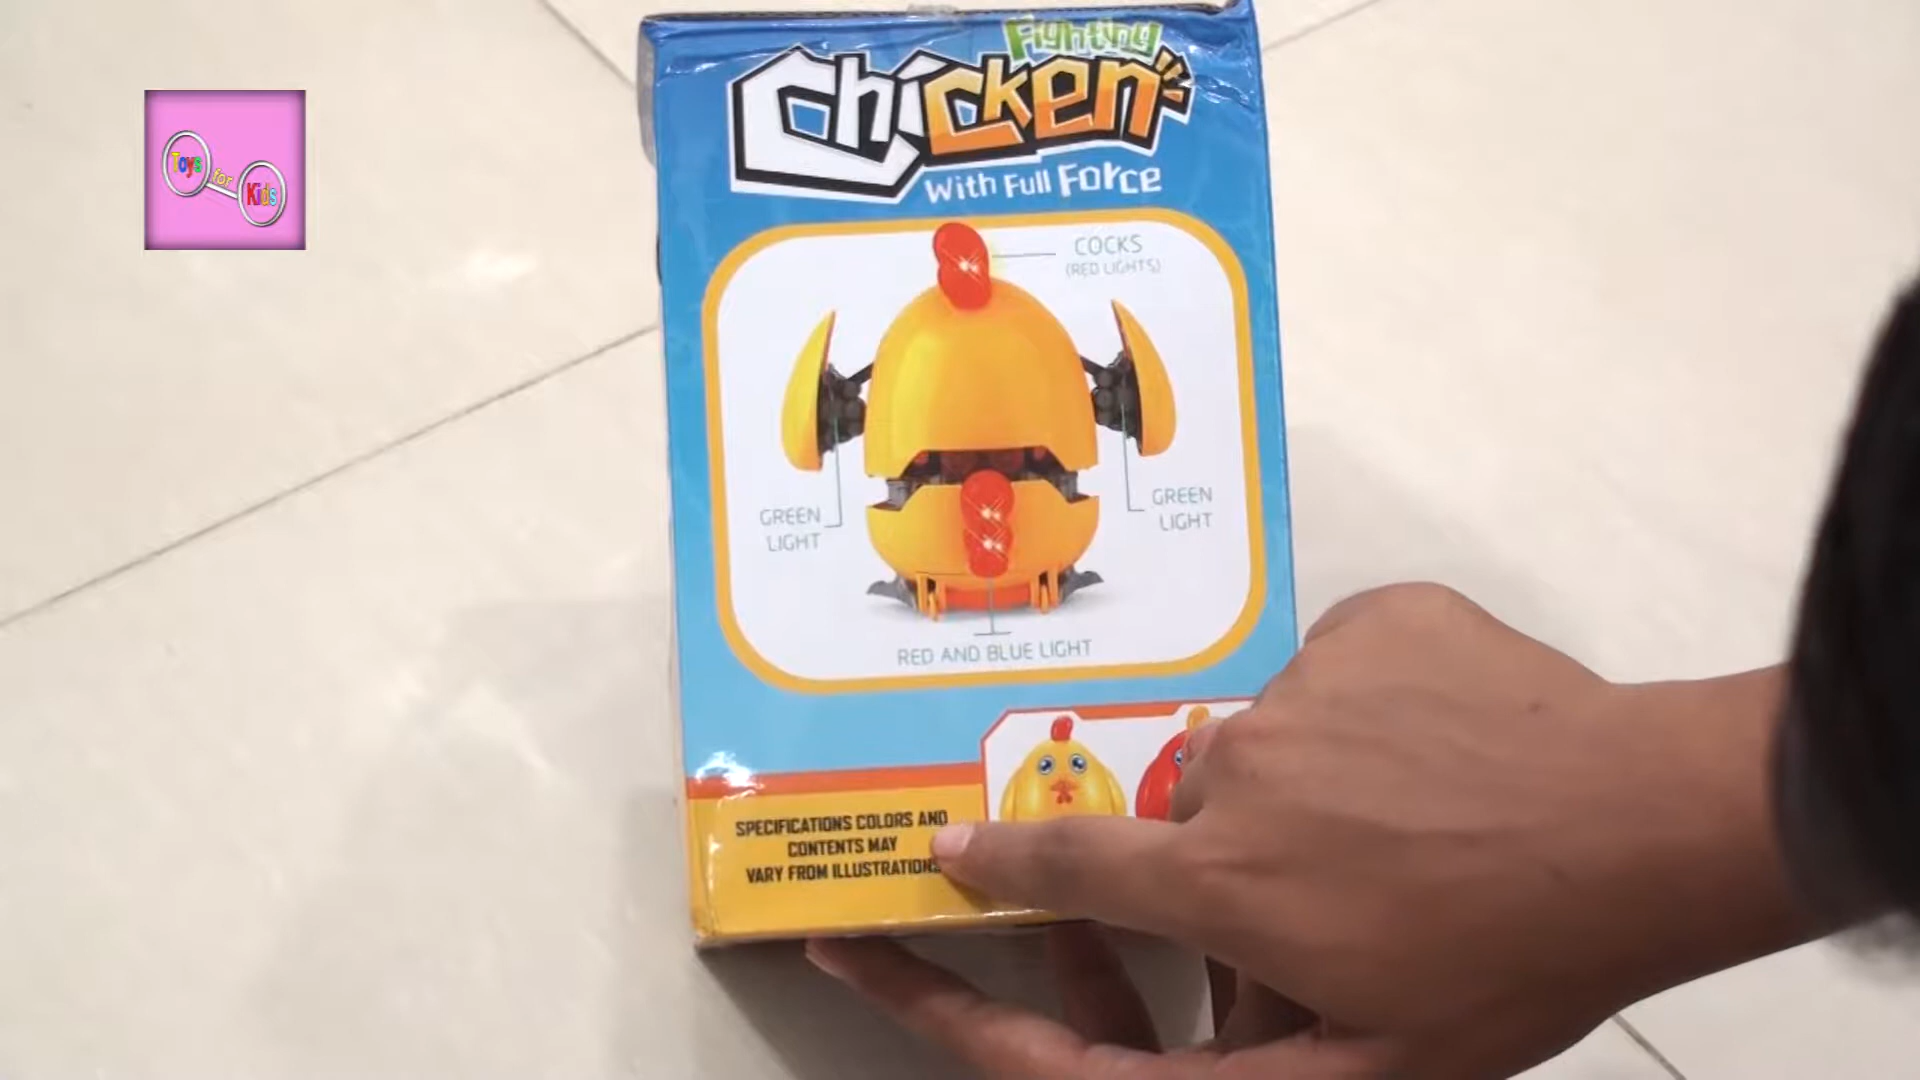 Toys
for
Kids
Fighting
Chicken
With Full Force
COCKS
(RED LIGHTS)
GREEN
LIGHT
GREEN
LIGHT
RED AND BLUE LIGHT
SPECIFICATIONS COLORS AND
CONTENTS MAY
VARY FROM ILLUSTRATIONS